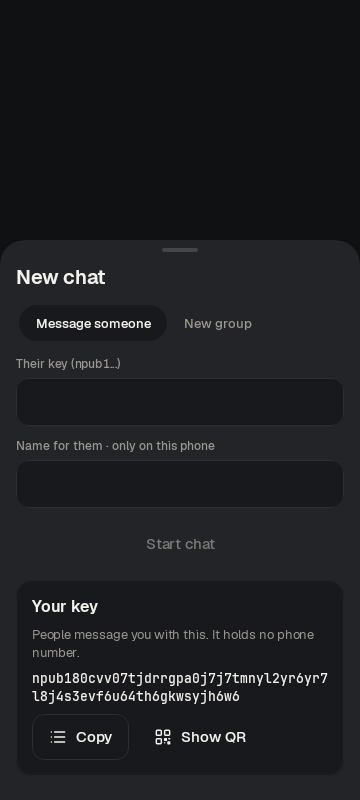 New chat
Message someone
New group
Their key (npub1…)
Name for them · only on this phone
Start chat
Your key
People message you with this. It holds no phone
number.
npub180cvv07tjdrrgpa0j7j7tmnyl2yr6yr7
l8j4s3evf6u64th6gkwsyjh6w6
Copy
Show QR